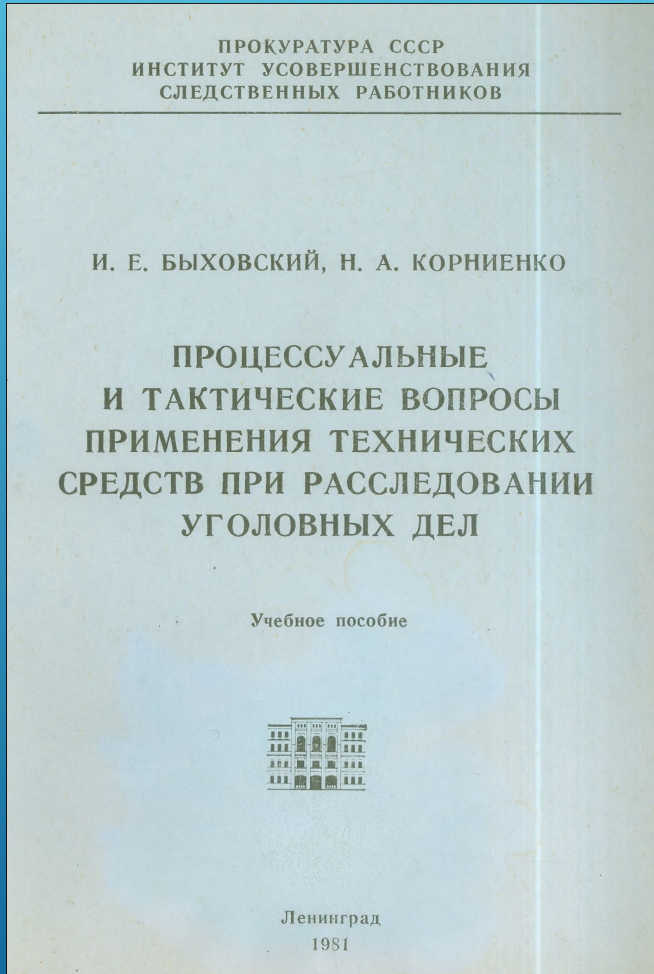 ПРОКУРАТУРА СССР
ИНСТИТУТ УСОВЕРШЕНСТВОВАНИЯ
СЛЕДСТВЕННЫХ РАБОТНИКОВ
И. Е. БЫХОВСКИЙ, Н. А. КОРНИЕНКО
ПРОЦЕССУАЛЬНЫЕ
И ТАКТИЧЕСКИЕ ВОПРОСЫ
ПРИМЕНЕНИЯ ТЕХНИЧЕСКИХ
СРЕДСТВ ПРИ РАССЛЕДОВАНИИ
УГОЛОВНЫХ ДЕЛ
Учебное пособие
Ленинград
1981